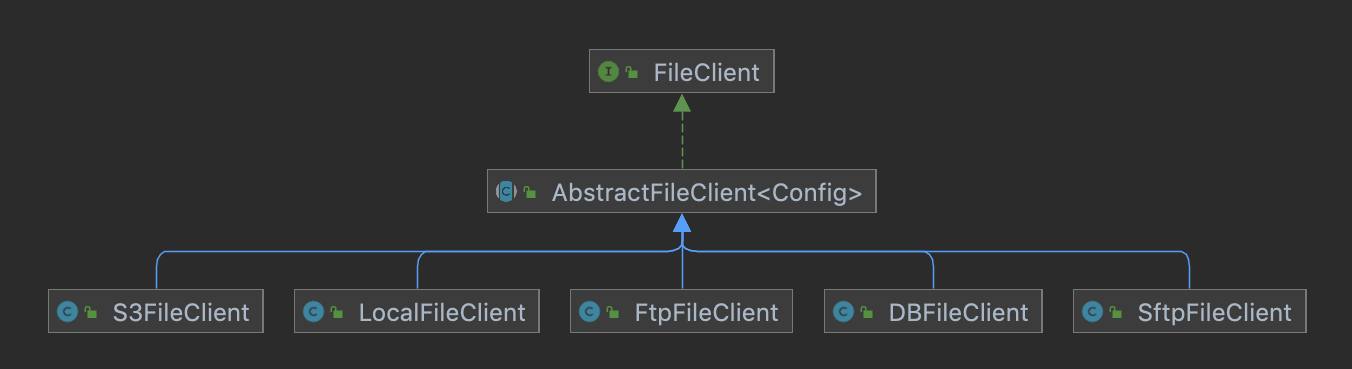 FileClient
AbstractFileClient<Config>
S3FileClient
LocalFileClient
FtpFileClient
DBFileClient
SftpFileClient